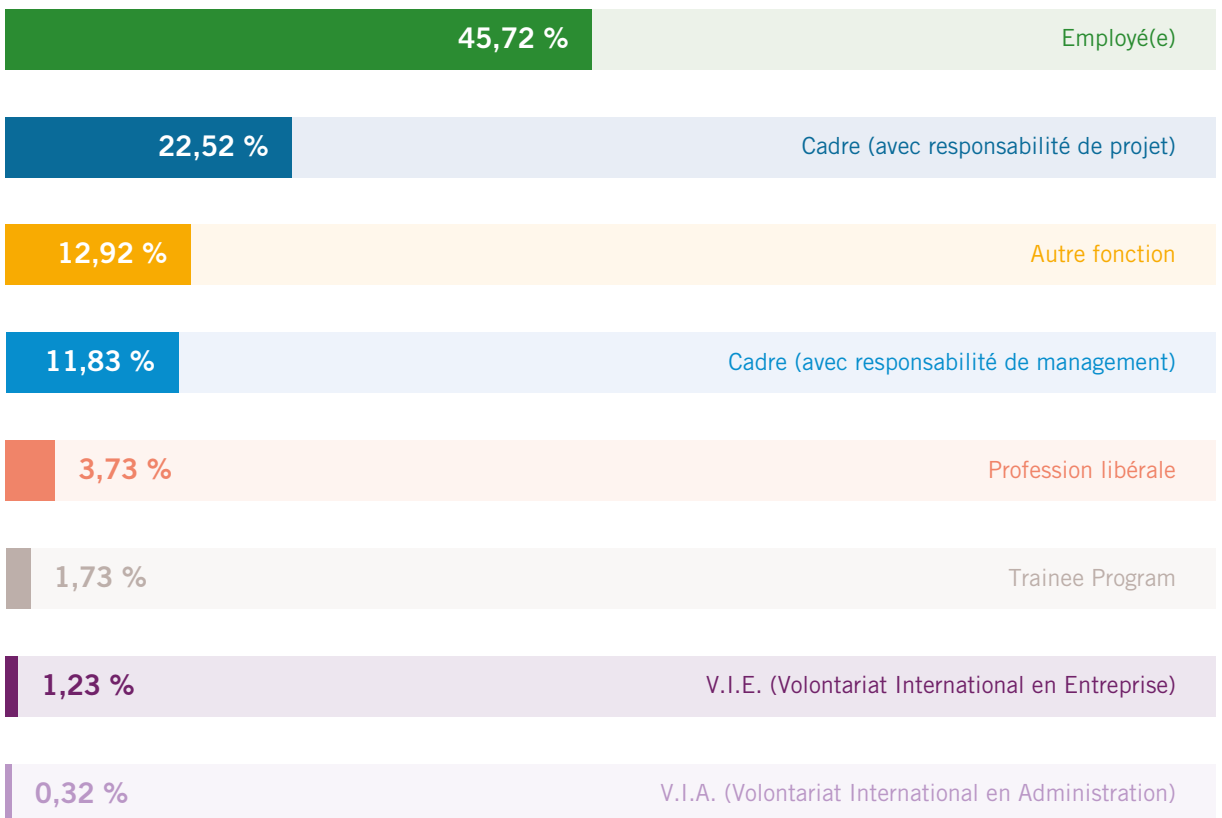 45,72 % Employé(e)
22,52 % Cadre (avec responsabilité de projet)
12,92 % Autre fonction
11,83 % Cadre (avec responsabilité de management)
3,73 % Profession libérale
1,73 % Trainee Program
1,23 % V.I.E. (Volontariat International en Entreprise)
0,32 % V.I.A. (Volontariat International en Administration)